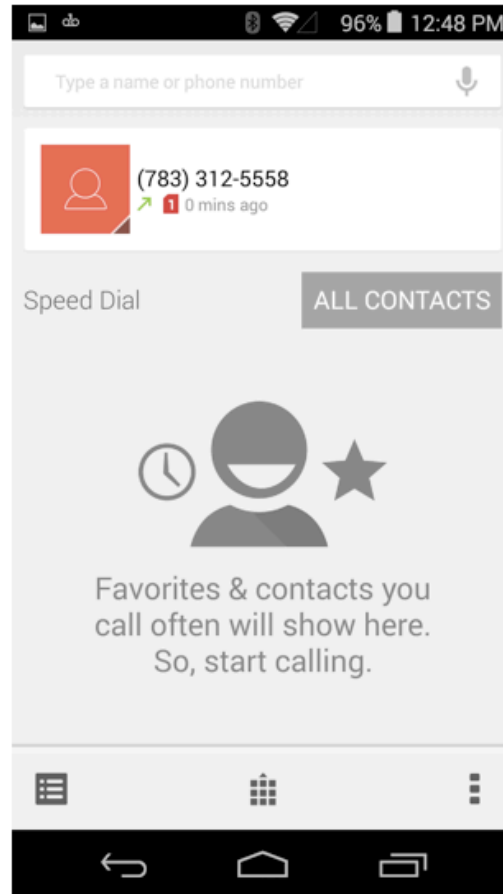 96% 12:48 PM
Type a name or phone number
(783) 312-5558
1 0 mins ago
Speed Dial
ALL CONTACTS
Favorites & contacts you
call often will show here.
So, start calling.